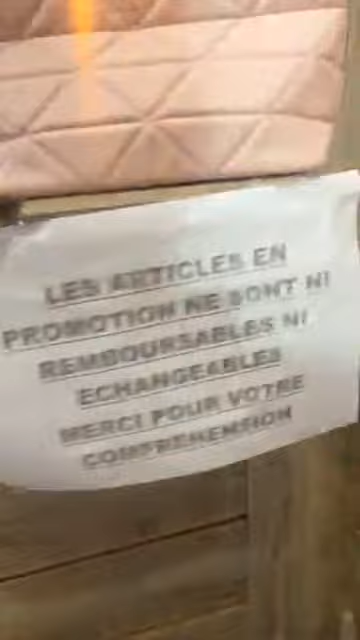 LES ARTICLES EN
PROMOTION NE SONT NI
REMBOURSABLES NI
ECHANGEABLES
MERCI POUR VOTRE
COMPREHENSION